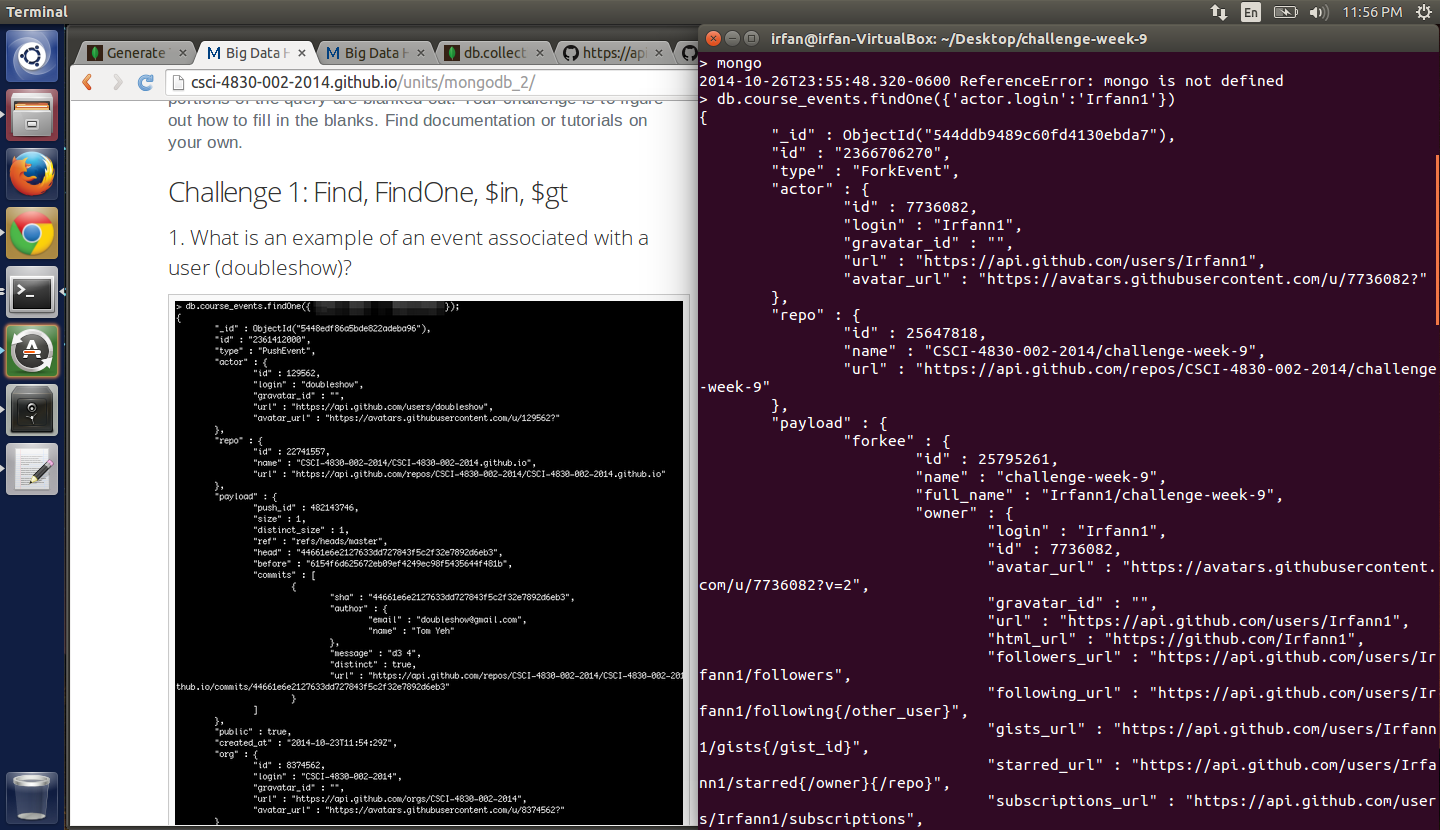 Terminal
En
11:56 PM
Generate
Big Data H
Big Data H
db.collect
https://api
csci-4830-002-2014.github.io/units/mongodb_2/
portions of the query are blanked out. Your challenge is to figure
out how to fill in the blanks. Find documentation or tutorials on
your own.
Challenge 1: Find, FindOne, $in, $gt
1. What is an example of an event associated with a
user (doubleshow)?
> db.course_events.findOne({ });
{
"_id" : ObjectId("5448edf86a5bde822adeba96"),
"id" : "2361412000",
"type" : "PushEvent",
"actor" : {
"id" : 129562,
"login" : "doubleshow",
"gravatar_id" : "",
"url" : "https://api.github.com/users/doubleshow",
"avatar_url" : "https://avatars.githubusercontent.com/u/129562?"
},
"repo" : {
"id" : 22741557,
"name" : "CSCI-4830-002-2014/CSCI-4830-002-2014.github.io",
"url" : "https://api.github.com/repos/CSCI-4830-002-2014/CSCI-4830-002-2014.github.io"
},
"payload" : {
"push_id" : 482143746,
"size" : 1,
"distinct_size" : 1,
"ref" : "refs/heads/master",
"head" : "44661e6e2127633dd727843f5c2f32e7892d6eb3",
"before" : "6154f6d625672eb09ef4249ec98f5435644f481b",
"commits" : [
{
"sha" : "44661e6e2127633dd727843f5c2f32e7892d6eb3",
"author" : {
"email" : "doubleshow@gmail.com",
"name" : "Tom Yeh"
},
"message" : "d3 4",
"distinct" : true,
"url" : "https://api.github.com/repos/CSCI-4830-002-2014/CSCI-4830-002-201
thub.io/commits/44661e6e2127633dd727843f5c2f32e7892d6eb3"
}
]
},
"public" : true,
"created_at" : "2014-10-23T11:54:29Z",
"org" : {
"id" : 8374562,
"login" : "CSCI-4830-002-2014",
"gravatar_id" : "",
"url" : "https://api.github.com/orgs/CSCI-4830-002-2014",
"avatar_url" : "https://avatars.githubusercontent.com/u/8374562?"
}
irfan@irfan-VirtualBox: ~/Desktop/challenge-week-9
> mongo
2014-10-26T23:55:48.320-0600 ReferenceError: mongo is not defined
> db.course_events.findOne({'actor.login':'Irfann1'})
{
"_id" : ObjectId("544ddb9489c60fd4130ebda7"),
"id" : "2366706270",
"type" : "ForkEvent",
"actor" : {
"id" : 7736082,
"login" : "Irfann1",
"gravatar_id" : "",
"url" : "https://api.github.com/users/Irfann1",
"avatar_url" : "https://avatars.githubusercontent.com/u/7736082?"
},
"repo" : {
"id" : 25647818,
"name" : "CSCI-4830-002-2014/challenge-week-9",
"url" : "https://api.github.com/repos/CSCI-4830-002-2014/challenge
-week-9"
},
"payload" : {
"forkee" : {
"id" : 25795261,
"name" : "challenge-week-9",
"full_name" : "Irfann1/challenge-week-9",
"owner" : {
"login" : "Irfann1",
"id" : 7736082,
"avatar_url" : "https://avatars.githubusercontent.
com/u/7736082?v=2",
"gravatar_id" : "",
"url" : "https://api.github.com/users/Irfann1",
"html_url" : "https://github.com/Irfann1",
"followers_url" : "https://api.github.com/users/Ir
fann1/followers",
"following_url" : "https://api.github.com/users/Ir
fann1/following{/other_user}",
"gists_url" : "https://api.github.com/users/Irfann
1/gists{/gist_id}",
"starred_url" : "https://api.github.com/users/Irfa
nn1/starred{/owner}{/repo}",
"subscriptions_url" : "https://api.github.com/user
s/Irfann1/subscriptions",